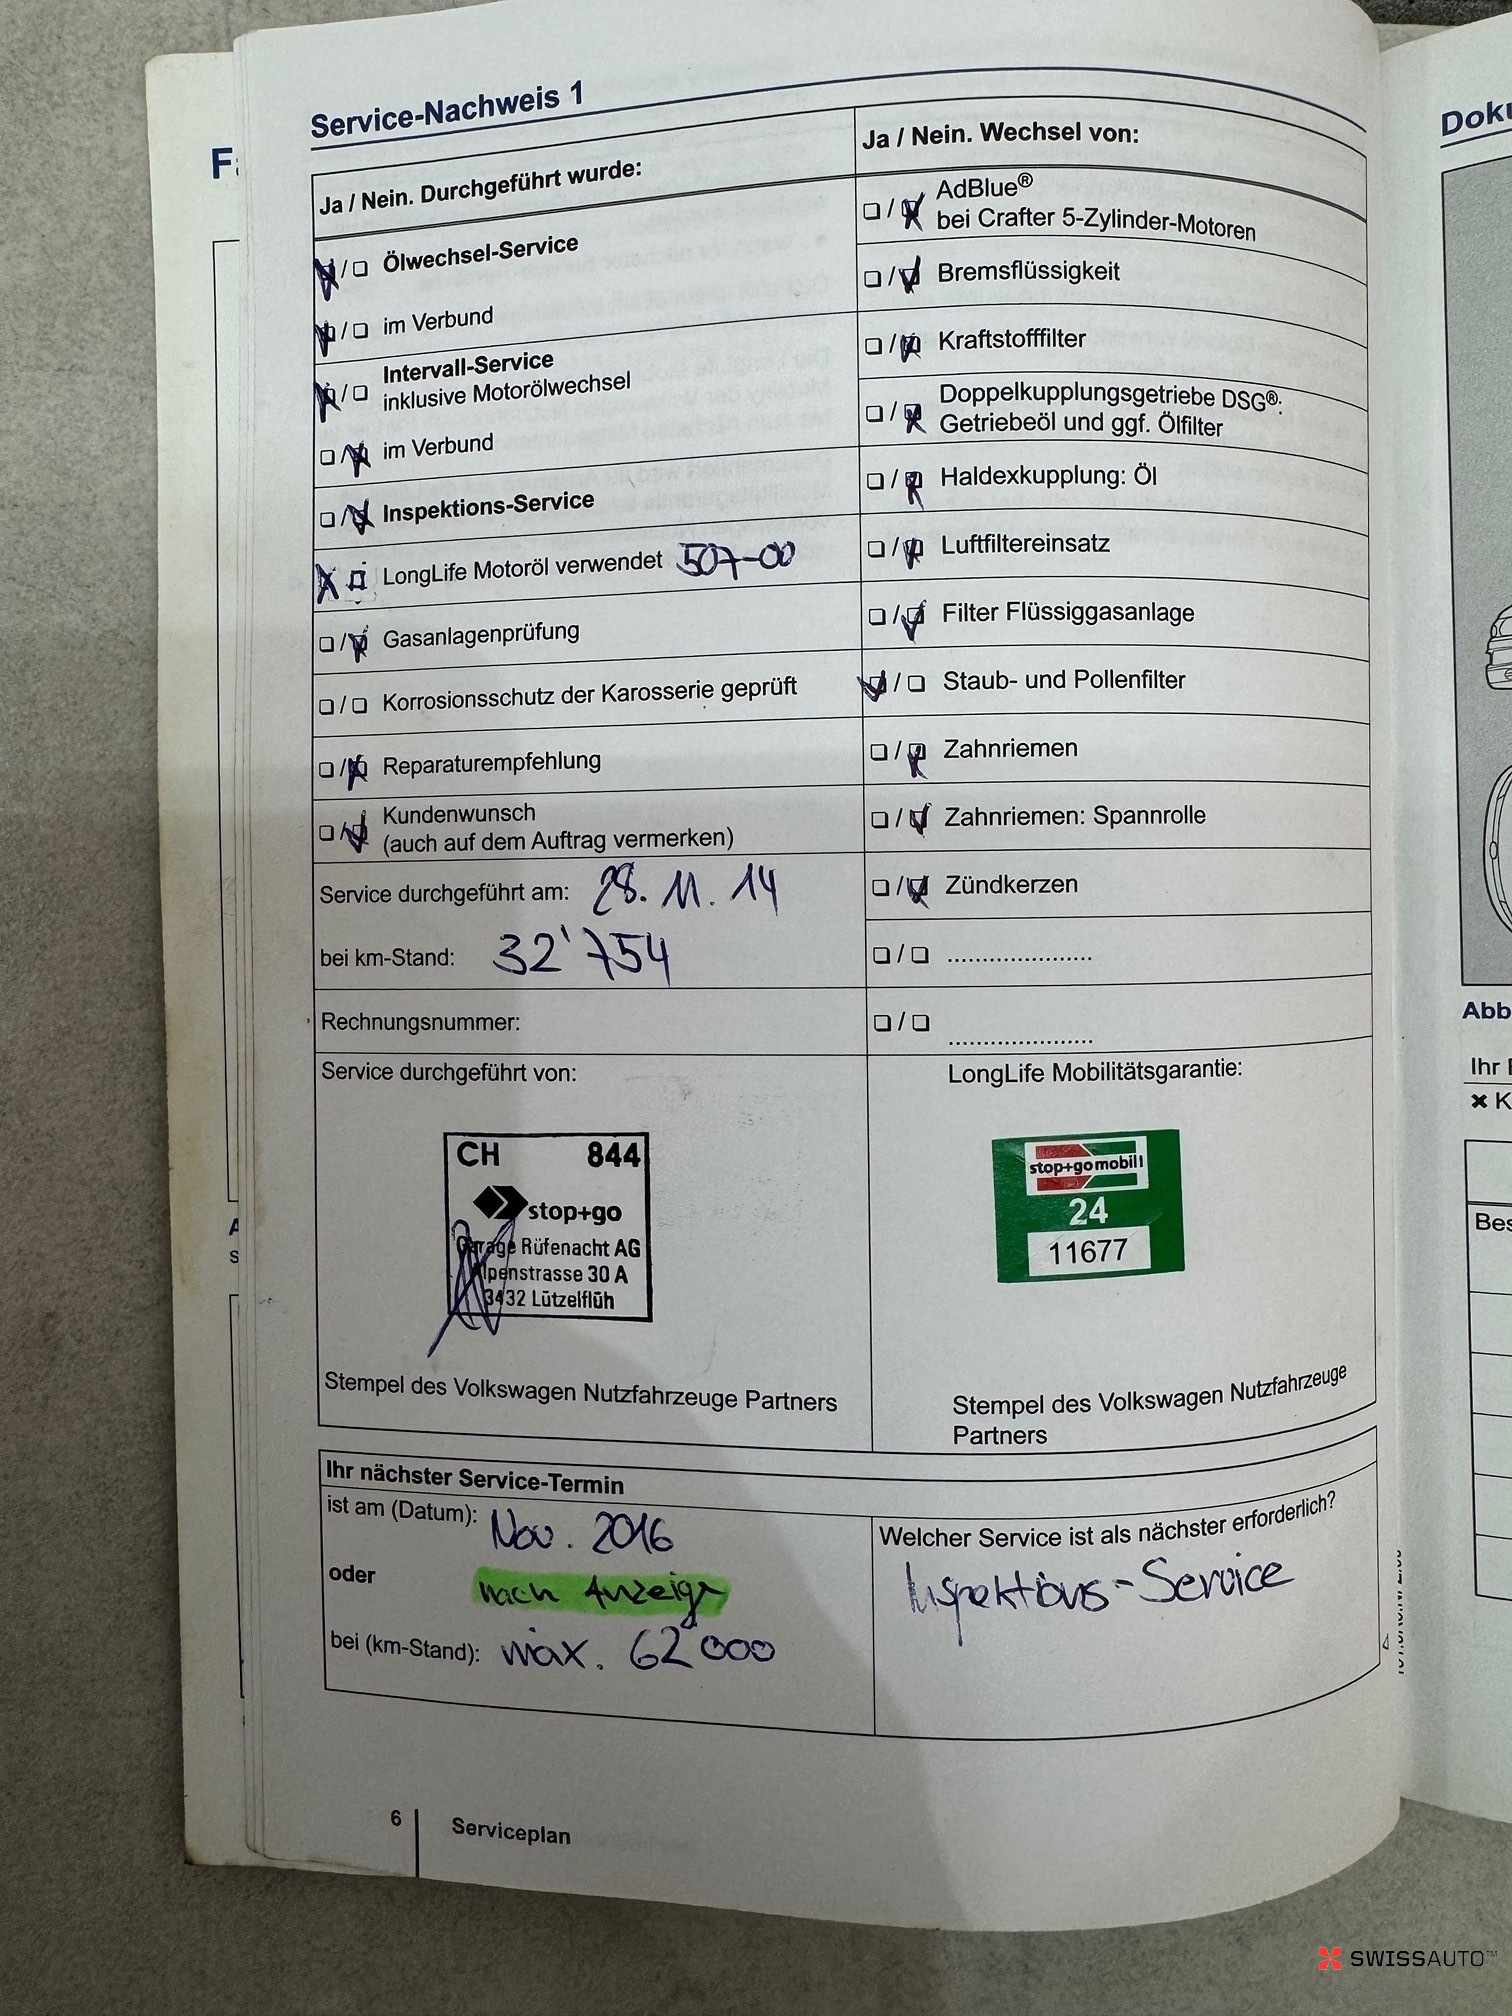 Service-Nachweis 1
Ja / Nein. Durchgeführt wurde:
☒/☐ Ölwechsel-Service
☒/☐ im Verbund
☒/☐ Intervall-Service
inklusive Motorölwechsel
☐/☒ im Verbund
☐/☒ Inspektions-Service
☒ ☐ LongLife Motoröl verwendet 507-00
☐/☒ Gasanlagenprüfung
☐/☐ Korrosionsschutz der Karosserie geprüft
☐/☒ Reparaturempfehlung
☐/☒ Kundenwunsch
(auch auf dem Auftrag vermerken)
Service durchgeführt am: 28. 11. 14
bei km-Stand: 32'754
Rechnungsnummer:
Ja / Nein. Wechsel von:
☐/☒ AdBlue®
bei Crafter 5-Zylinder-Motoren
☐/☒ Bremsflüssigkeit
☐/☒ Kraftstofffilter
☐/☒ Doppelkupplungsgetriebe DSG®:
Getriebeöl und ggf. Ölfilter
☐/☒ Haldexkupplung: Öl
☐/☒ Luftfiltereinsatz
☐/☒ Filter Flüssiggasanlage
☒/☐ Staub- und Pollenfilter
☐/☒ Zahnriemen
☐/☒ Zahnriemen: Spannrolle
☐/☒ Zündkerzen
☐/☐ .....................
☐/☐ .....................
Service durchgeführt von:
CH 844
stop+go
Garage Rüfenacht AG
Alpenstrasse 30 A
3432 Lützelflüh
Stempel des Volkswagen Nutzfahrzeuge Partners
LongLife Mobilitätsgarantie:
stop+go mobil!
24
11677
Stempel des Volkswagen Nutzfahrzeuge
Partners
Ihr nächster Service-Termin
ist am (Datum): Nov. 2016
oder nach Anzeige
bei (km-Stand): max. 62'000
Welcher Service ist als nächster erforderlich?
Inspektions-Service
6 Serviceplan
Abb
SWISSAUTO™